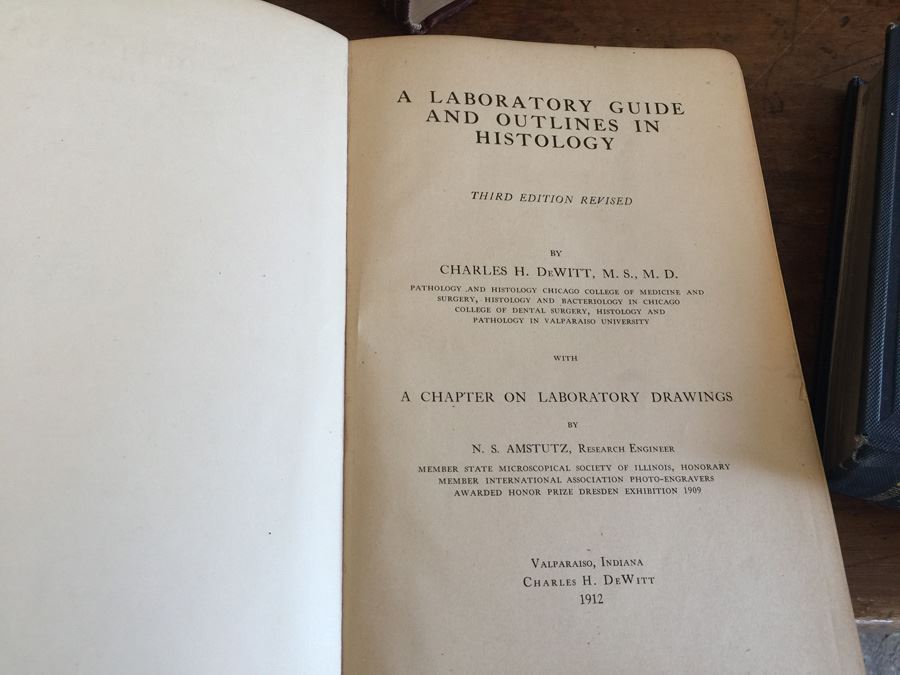 A LABORATORY GUIDE
AND OUTLINES IN
HISTOLOGY
THIRD EDITION REVISED
BY
CHARLES H. DeWITT, M. S., M. D.
PATHOLOGY AND HISTOLOGY CHICAGO COLLEGE OF MEDICINE AND
SURGERY, HISTOLOGY AND BACTERIOLOGY IN CHICAGO
COLLEGE OF DENTAL SURGERY, HISTOLOGY AND
PATHOLOGY IN VALPARAISO UNIVERSITY
WITH
A CHAPTER ON LABORATORY DRAWINGS
BY
N. S. AMSTUTZ, Research Engineer
MEMBER STATE MICROSCOPICAL SOCIETY OF ILLINOIS, HONORARY
MEMBER INTERNATIONAL ASSOCIATION PHOTO-ENGRAVERS
AWARDED HONOR PRIZE DRESDEN EXHIBITION 1909
Valparaiso, Indiana
Charles H. DeWitt
1912